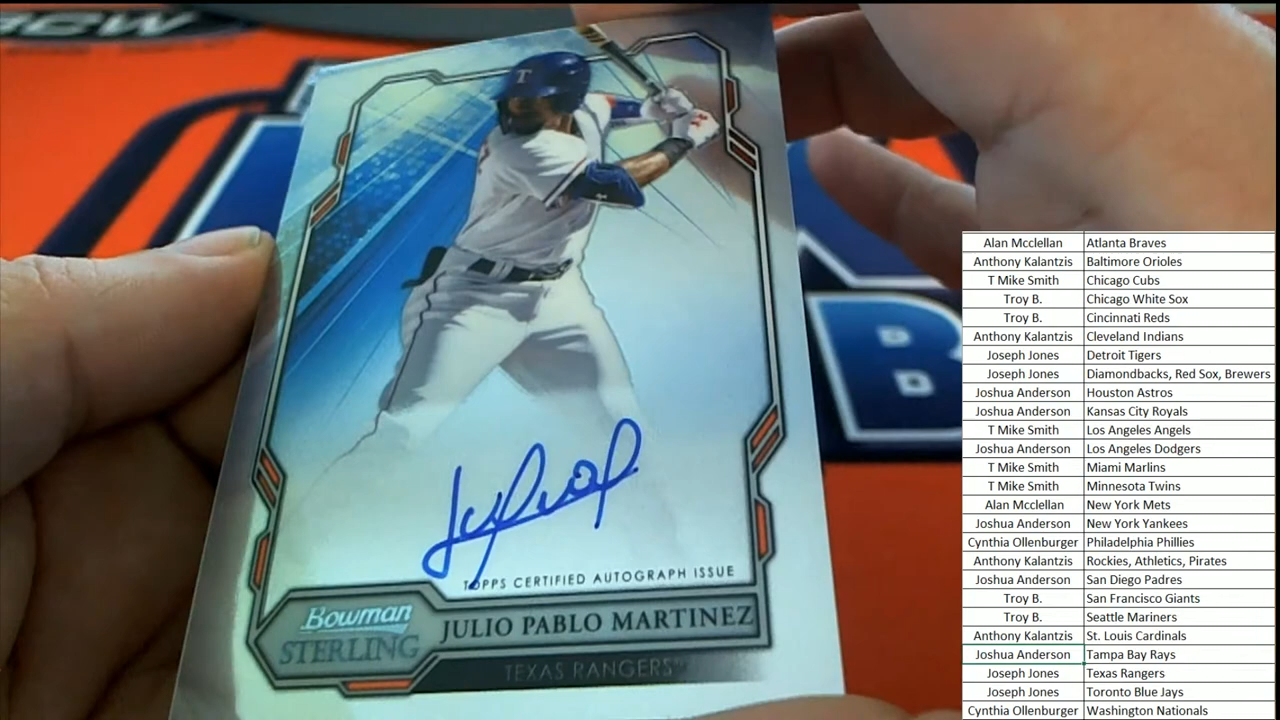 T
TOPPS CERTIFIED AUTOGRAPH ISSUE
Bowman
STERLING
JULIO PABLO MARTINEZ
TEXAS RANGERS
B
Alan Mcclellan Atlanta Braves
Anthony Kalantzis Baltimore Orioles
T Mike Smith Chicago Cubs
Troy B. Chicago White Sox
Troy B. Cincinnati Reds
Anthony Kalantzis Cleveland Indians
Joseph Jones Detroit Tigers
Joseph Jones Diamondbacks, Red Sox, Brewers
Joshua Anderson Houston Astros
Joshua Anderson Kansas City Royals
T Mike Smith Los Angeles Angels
Joshua Anderson Los Angeles Dodgers
T Mike Smith Miami Marlins
T Mike Smith Minnesota Twins
Alan Mcclellan New York Mets
Joshua Anderson New York Yankees
Cynthia Ollenburger Philadelphia Phillies
Anthony Kalantzis Rockies, Athletics, Pirates
Joshua Anderson San Diego Padres
Troy B. San Francisco Giants
Troy B. Seattle Mariners
Anthony Kalantzis St. Louis Cardinals
Joshua Anderson Tampa Bay Rays
Joseph Jones Texas Rangers
Joseph Jones Toronto Blue Jays
Cynthia Ollenburger Washington Nationals